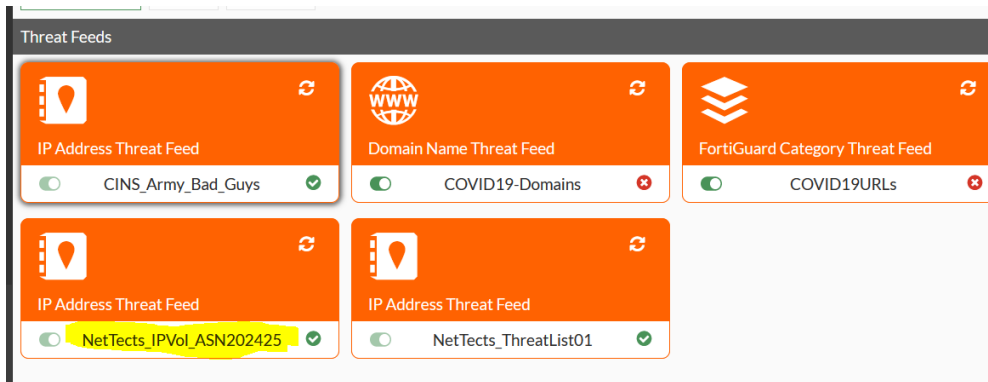 Threat Feeds
IP Address Threat Feed
CINS_Army_Bad_Guys
WWW
Domain Name Threat Feed
COVID19-Domains
FortiGuard Category Threat Feed
COVID19URLs
IP Address Threat Feed
NetTects_IPVol_ASN202425
IP Address Threat Feed
NetTects_ThreatList01